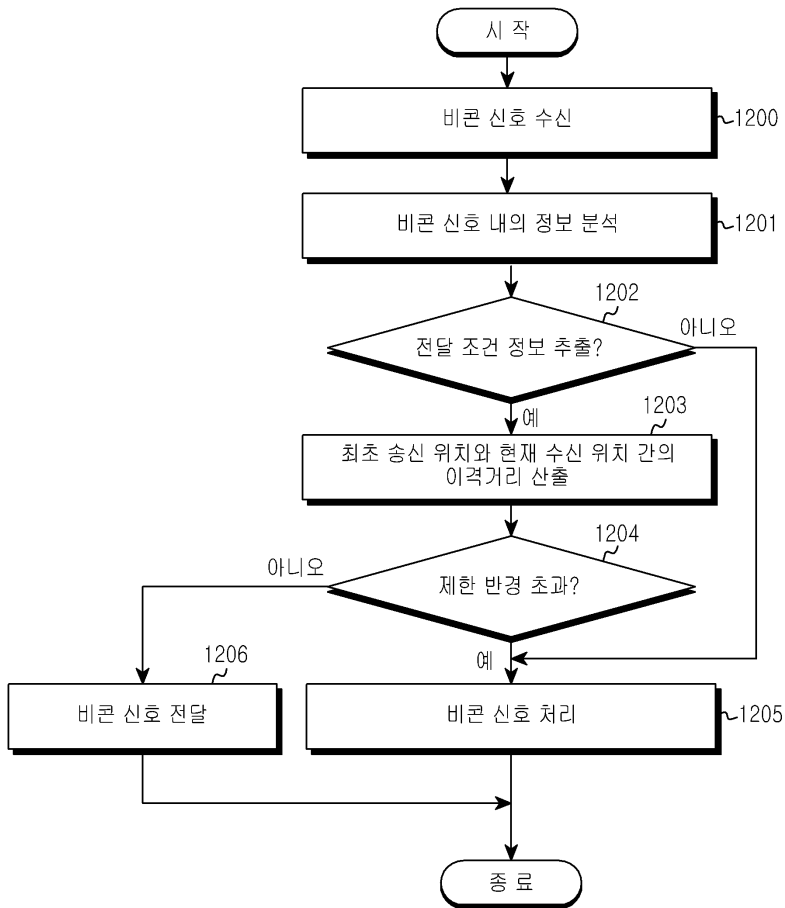 시 작
비콘 신호 수신
1200
비콘 신호 내의 정보 분석
1201
1202
전달 조건 정보 추출?
아니오
예
1203
최초 송신 위치와 현재 수신 위치 간의
이격거리 산출
1204
아니오
제한 반경 초과?
예
1206
비콘 신호 전달
비콘 신호 처리
1205
종 료